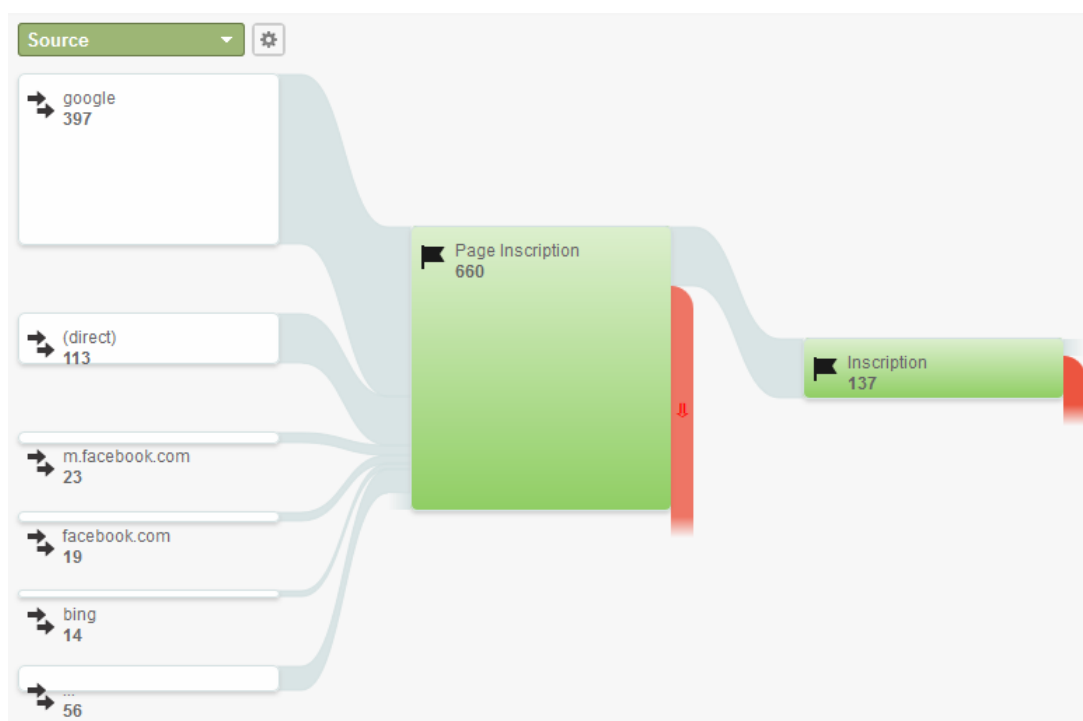 Source
google
397
(direct)
113
m.facebook.com
23
facebook.com
19
bing
14
...
56
Page Inscription
660
Inscription
137